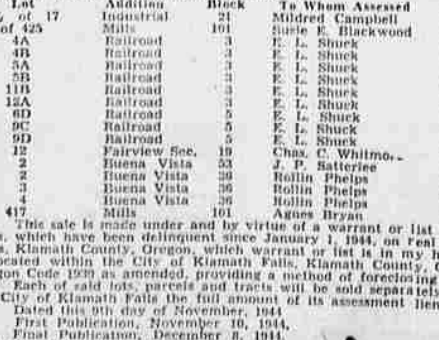 Lot Addition Block To Whom Assessed
of 17 Industrial 21 Mildred Campbell
of 425 Mills 101 Susie E. Blackwood
4A Railroad 3 E. L. Shuck
4B Railroad 3 E. L. Shuck
5A Railroad 3 E. L. Shuck
5B Railroad 3 E. L. Shuck
11B Railroad 3 E. L. Shuck
12A Railroad 3 E. L. Shuck
6D Railroad 5 E. L. Shuck
9C Railroad 5 E. L. Shuck
9D Railroad 5 E. L. Shuck
12 Fairview Sec. 19 Chas. C. Whitmo
2 Buena Vista 53 J. P. Satterlee
2 Buena Vista 36 Rollin Phelps
3 Buena Vista 36 Rollin Phelps
4 Buena Vista 36 Rollin Phelps
417 Mills 101 Agnes Bryan
This sale is made under and by virtue of a warrant or list
, which have been delinquent since January 1, 1944, on real
, Klamath County, Oregon, which warrant or list is in my h
ocated within the City of Klamath Falls, Klamath County,
gon Code 1930 as amended, providing a method of foreclosing
Each of said lots, parcels and tracts will be sold separate
City of Klamath Falls the full amount of its assessment lien
Dated this 9th day of November, 1944
First Publication, November 10, 1944.
Final Publication, December 8, 1944.